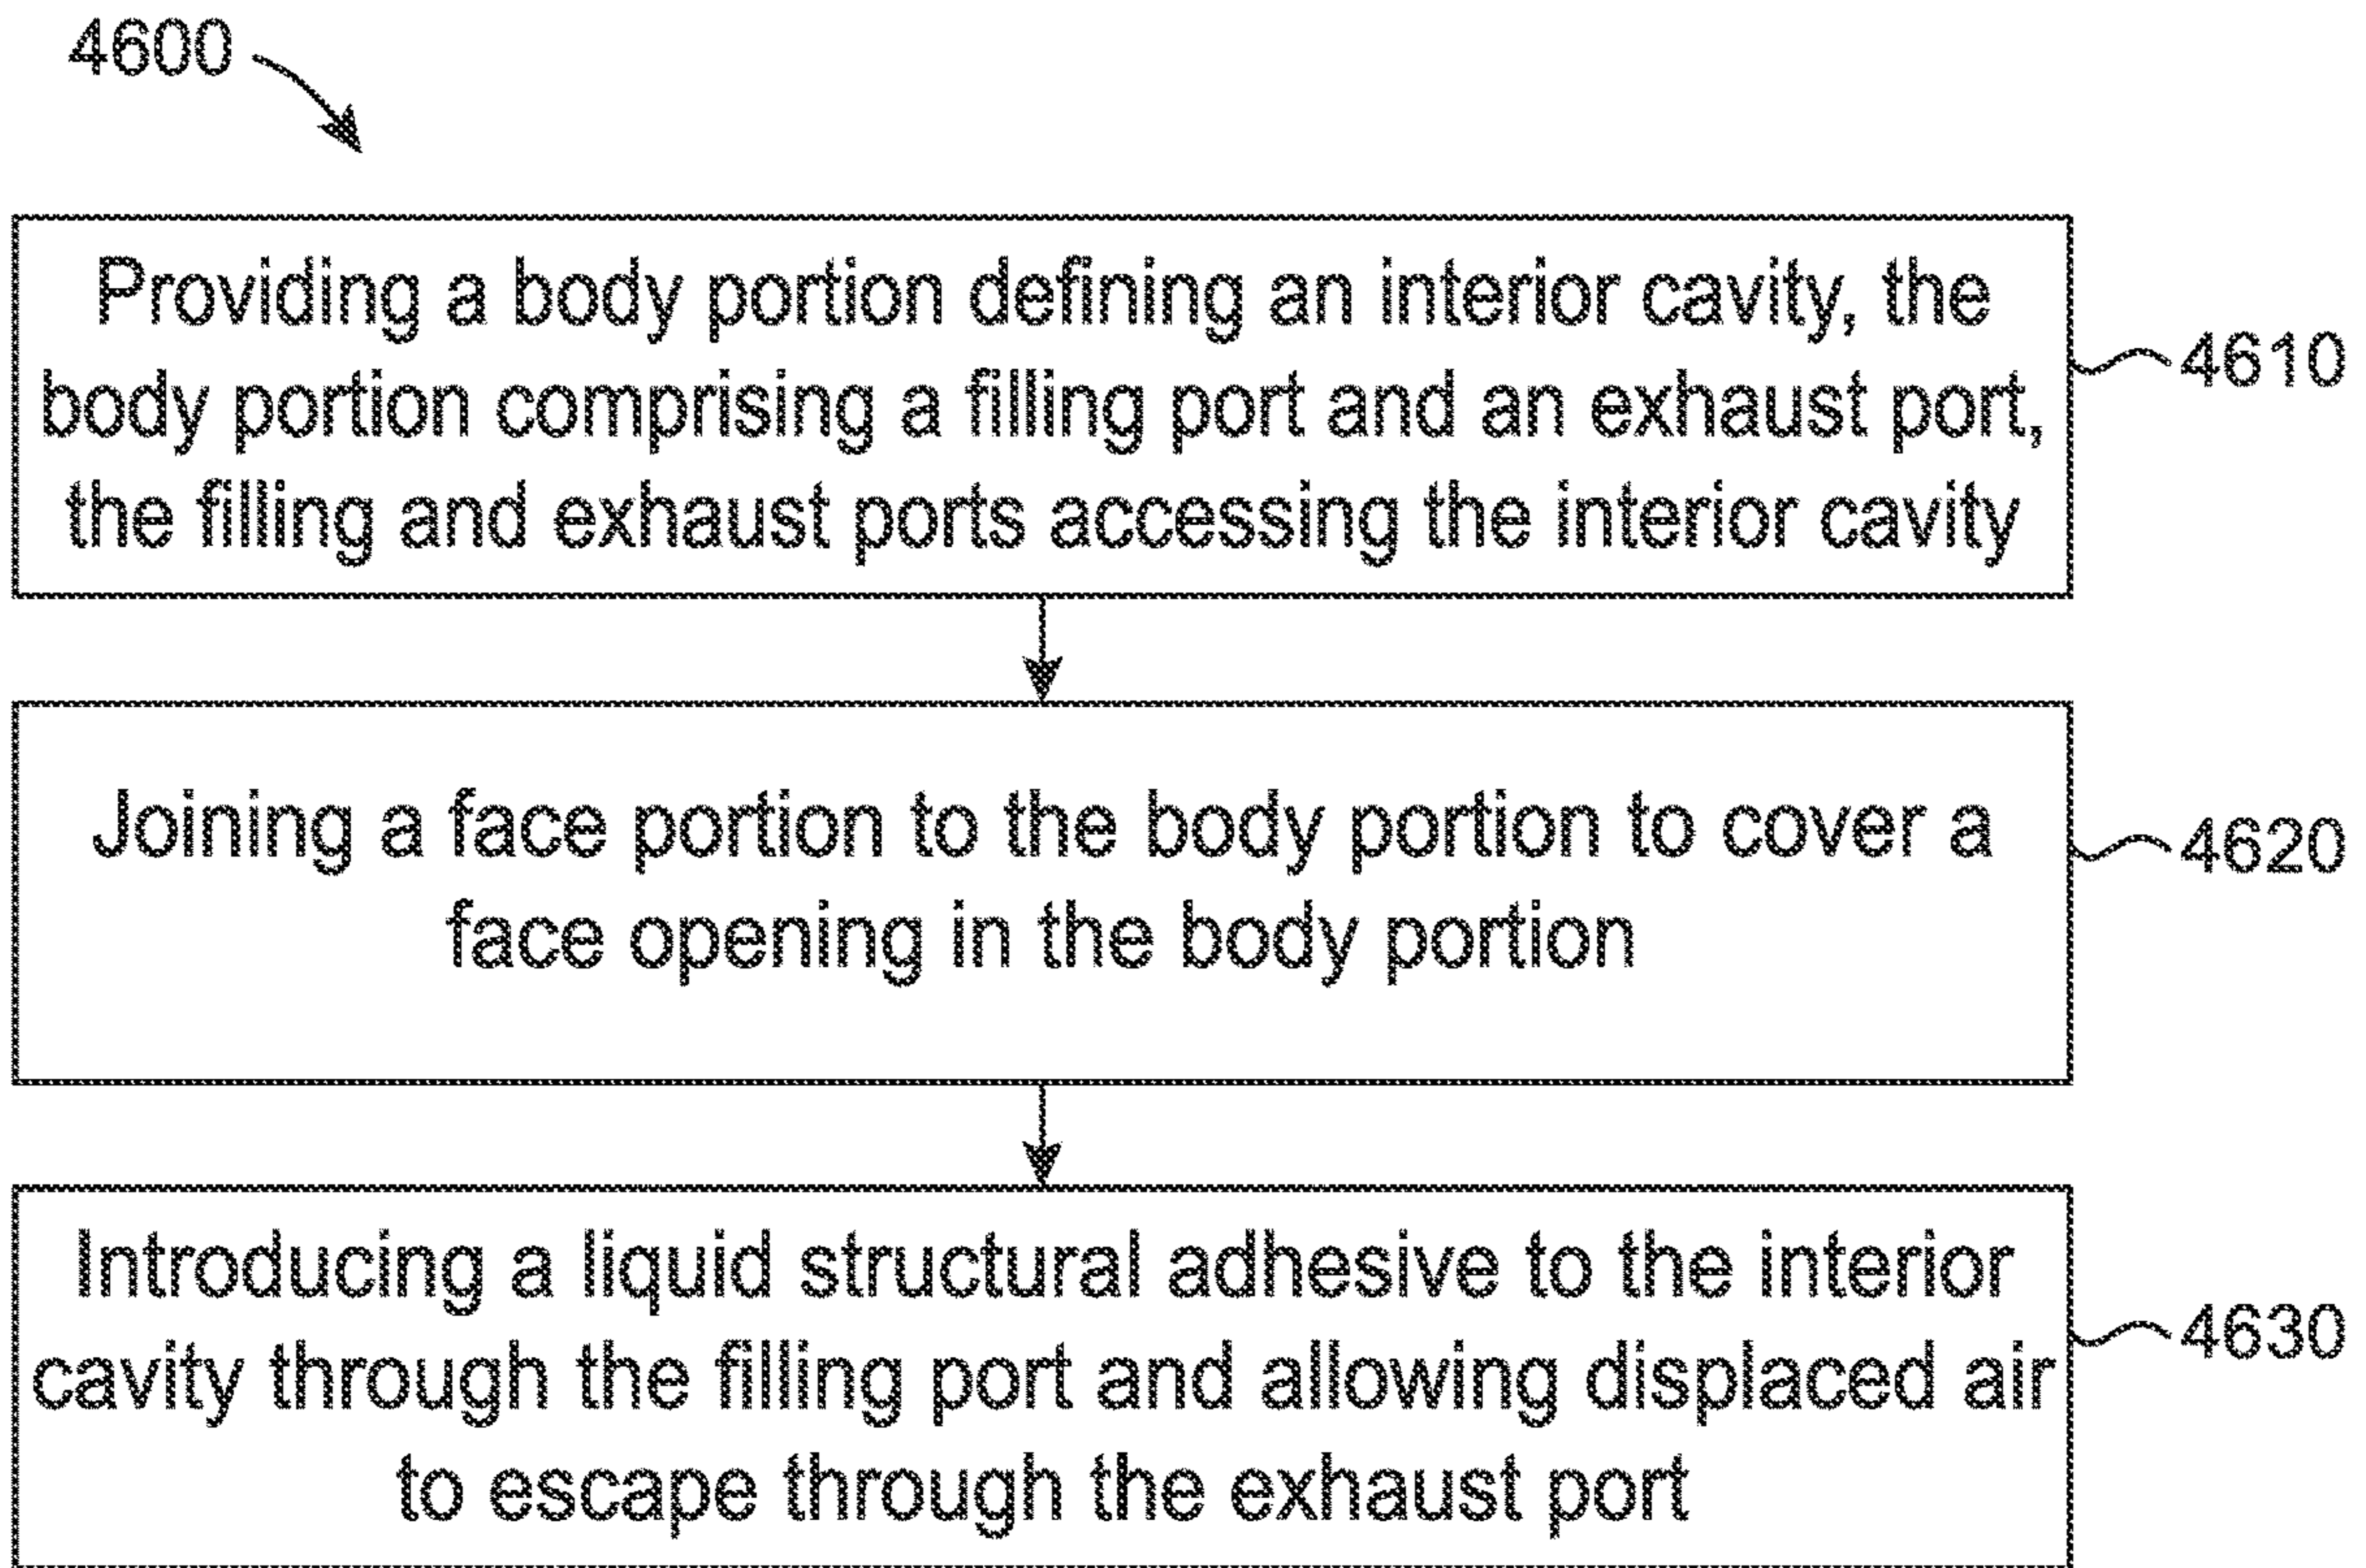 4600
Providing a body portion defining an interior cavity, the
body portion comprising a filling port and an exhaust port,
the filling and exhaust ports accessing the interior cavity
4610
Joining a face portion to the body portion to cover a
face opening in the body portion
4620
Introducing a liquid structural adhesive to the interior
cavity through the filling port and allowing displaced air
to escape through the exhaust port
4630